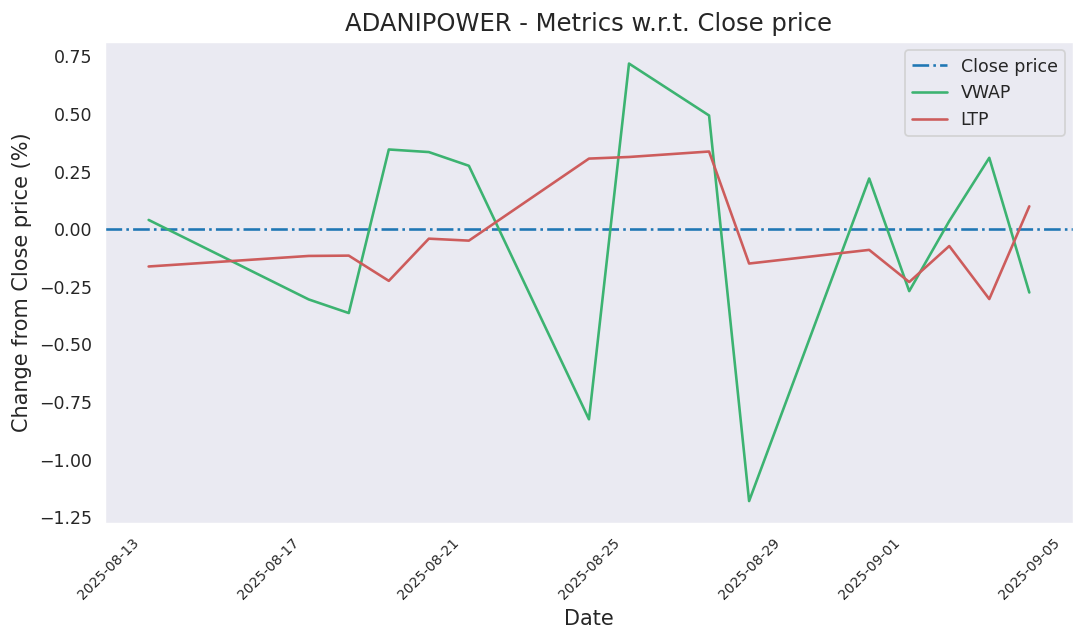 ADANIPOWER - Metrics w.r.t. Close price
Close price
VWAP
LTP
Change from Close price (%)
0.75
0.50
0.25
0.00
−0.25
−0.50
−0.75
−1.00
−1.25
2025-08-13
2025-08-17
2025-08-21
2025-08-25
2025-08-29
2025-09-01
2025-09-05
Date